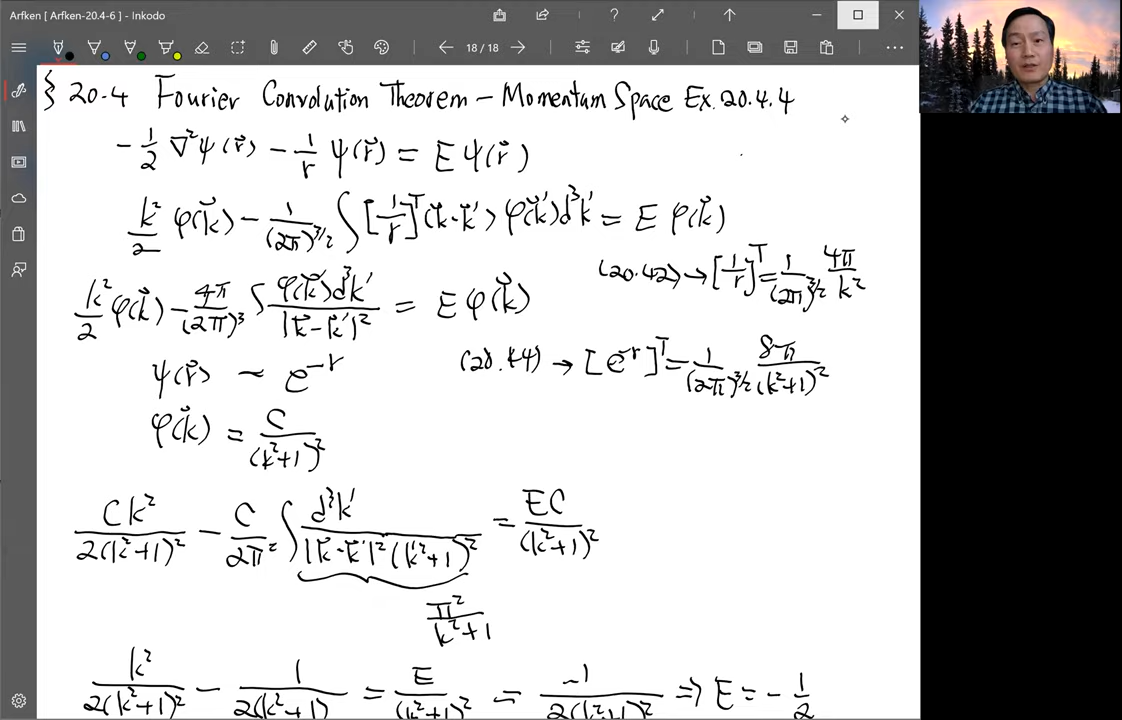 Arfken [ Arfken-20.4-6 ] - Inkodo
18 / 18
§ 20.4 Fourier Convolution Theorem - Momentum Space Ex. 20.4.4
-1/2 ∇²ψ(r⃗) - 1/r ψ(r⃗) = E ψ(r⃗)
k²/2 φ(k⃗) - 1/(2π)^3/2 ∫ [1/r]^T (k⃗-k⃗') φ(k⃗') d³k' = E φ(k⃗)
(20.42) → [1/r]^T = 1/(2π)^3/2 4π/k²
k²/2 φ(k⃗) - 4π/(2π)³ ∫ φ(k⃗')d³k'/|k⃗-k⃗'|² = E φ(k⃗)
ψ(r⃗) ~ e^-r
(20.44) → [e^-r]^T = 1/(2π)^3/2 8π/(k²+1)²
φ(k⃗) = C/(k²+1)²
Ck²/2(k²+1)² - C/2π² ∫ d³k'/|k⃗-k⃗'|²(k'²+1)² = EC/(k²+1)²
π²/k²+1
k²/2(k²+1)² - 1/2(k²+1) = E/(k²+1)² = -1/2(k²+1)² ⇒ E = -1/2